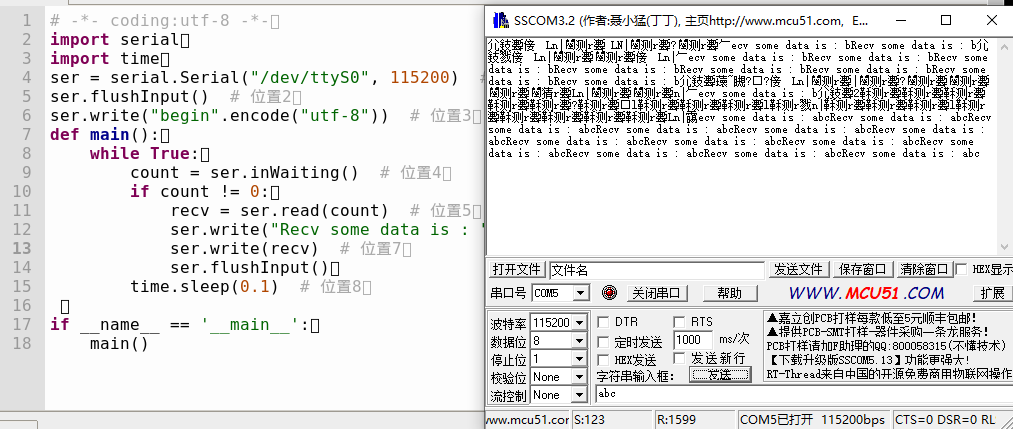 1 # -*- coding:utf-8 -*-
2 import serial
3 import time
4 ser = serial.Serial("/dev/ttyS0", 115200) #
5 ser.flushInput() # 位置2
6 ser.write("begin".encode("utf-8")) # 位置3
7 def main():
8 while True:
9 count = ser.inWaiting() # 位置4
10 if count != 0:
11 recv = ser.read(count) # 位置5
12 ser.write("Recv some data is : "
13 ser.write(recv) # 位置7
14 ser.flushInput()
15 time.sleep(0.1) # 位置8
16
17 if __name__ == '__main__':
18 main()
SSCOM3.2 (作者:聂小猛(丁丁), 主页http://www.mcu51.com, E...
ecv some data is : bRecv some data is : b
ecv some data is : bRecv some data is : bRecv
some data is : bRecv some data is : bRecv some data is : bRecv some data is : bRecv
some data is : bRecv some data is : b
ecv some data is : b
ecv some data is : abcRecv some data is : abcRecv
some data is : abcRecv some data is : abcRecv some data is : abcRecv some data is :
abcRecv some data is : abcRecv some data is : abcRecv some data is : abcRecv some
data is : abcRecv some data is : abcRecv some data is : abcRecv some data is : abc
打开文件 文件名 发送文件 保存窗口 清除窗口 HEX显示
串口号 COM5 关闭串口 帮助 WWW.MCU51.COM 扩展
波特率 115200 DTR RTS
数据位 8 定时发送 1000 ms/次
停止位 1 HEX发送 发送新行
校验位 None 字符串输入框: 发送
流控制 None abc
▲嘉立创PCB打样每款低至5元顺丰包邮!
▲提供PCB-SMT打样-器件采购一条龙服务!
PCB打样请加F助理的QQ:800058315(不懂技术)
【下载升级版SSCOM5.13】功能更强大!
RT-Thread来自中国的开源免费商用物联网操作
www.mcu51.cor S:123 R:1599 COM5已打开 115200bps CTS=0 DSR=0 RL